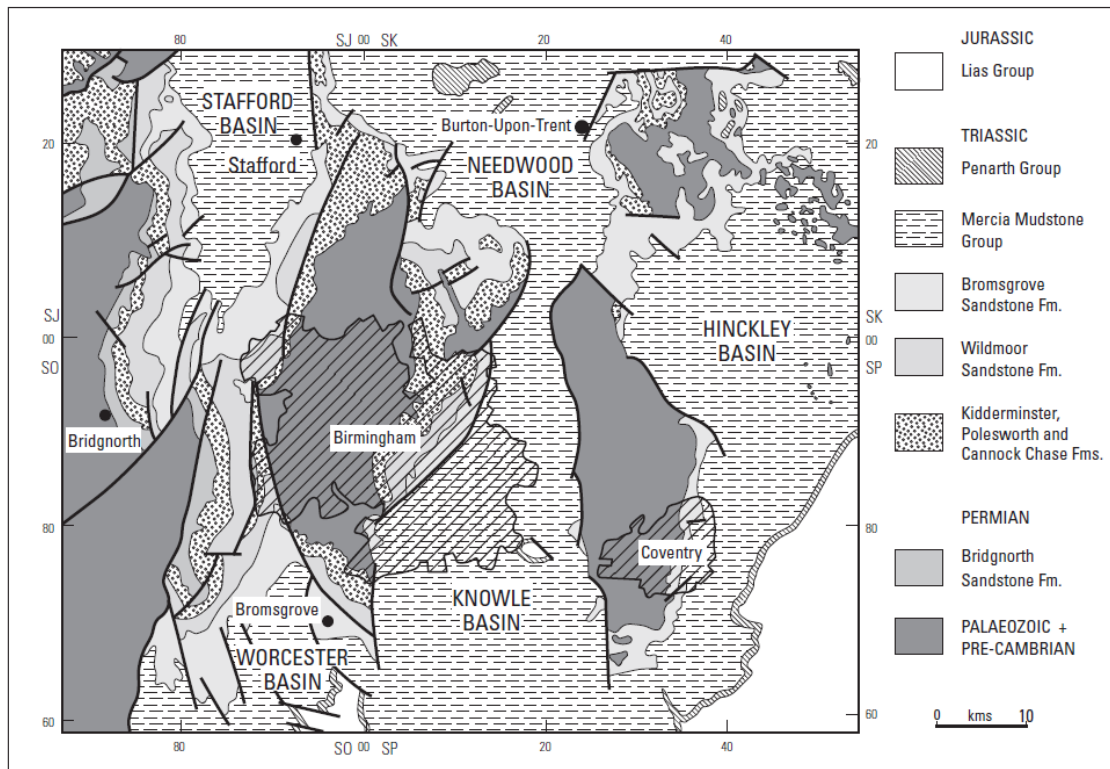 80
SJ 00 SK
20
40
STAFFORD
BASIN
Stafford
Burton-Upon-Trent
NEEDWOOD
BASIN
20
20
SJ
00
SO
SK
00
SP
HINCKLEY
BASIN
Bridgnorth
Birmingham
80
80
Coventry
Bromsgrove
KNOWLE
BASIN
WORCESTER
BASIN
60
60
80
SO 00 SP
20
40
JURASSIC
Lias Group
TRIASSIC
Penarth Group
Mercia Mudstone
Group
Bromsgrove
Sandstone Fm.
Wildmoor
Sandstone Fm.
Kidderminster,
Polesworth and
Cannock Chase Fms.
PERMIAN
Bridgnorth
Sandstone Fm.
PALAEOZOIC +
PRE-CAMBRIAN
0 kms 10